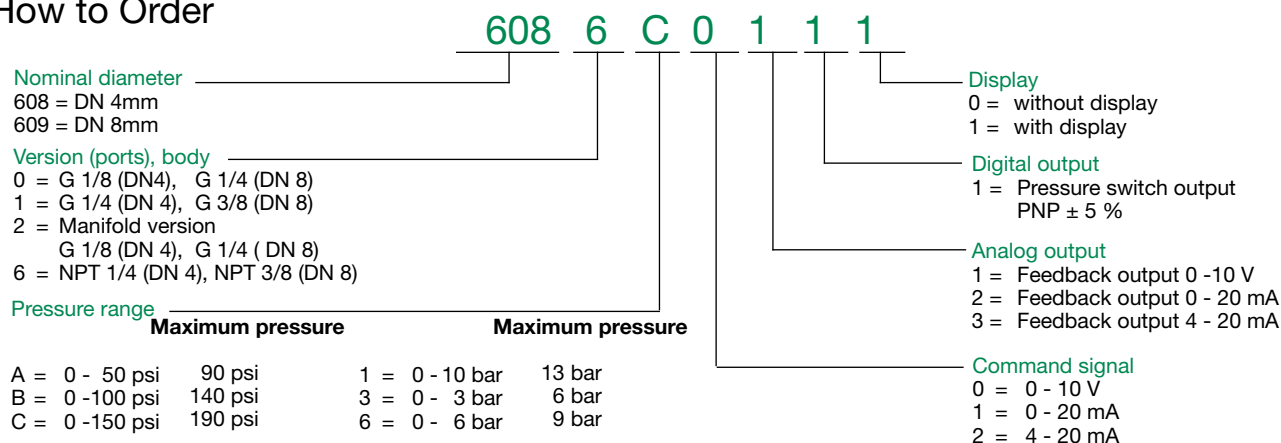 How to Order
608 6 C 0 1 1 1
Nominal diameter
608 = DN 4mm
609 = DN 8mm
Version (ports), body
0 = G 1/8 (DN4), G 1/4 (DN 8)
1 = G 1/4 (DN 4), G 3/8 (DN 8)
2 = Manifold version
G 1/8 (DN 4), G 1/4 ( DN 8)
6 = NPT 1/4 (DN 4), NPT 3/8 (DN 8)
Pressure range
Maximum pressure Maximum pressure
A = 0 - 50 psi 90 psi 1 = 0 - 10 bar 13 bar
B = 0 -100 psi 140 psi 3 = 0 - 3 bar 6 bar
C = 0 -150 psi 190 psi 6 = 0 - 6 bar 9 bar
Display
0 = without display
1 = with display
Digital output
1 = Pressure switch output
PNP ± 5 %
Analog output
1 = Feedback output 0 -10 V
2 = Feedback output 0 - 20 mA
3 = Feedback output 4 - 20 mA
Command signal
0 = 0 - 10 V
1 = 0 - 20 mA
2 = 4 - 20 mA